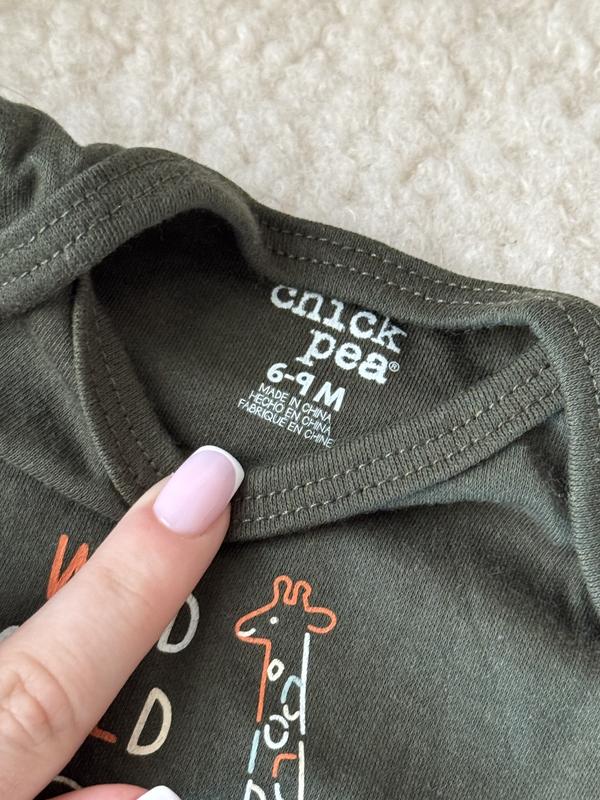 chick
pea®
6-9 M
MADE IN CHINA
HECHO EN CHINA
FABRIQUE EN CHINE